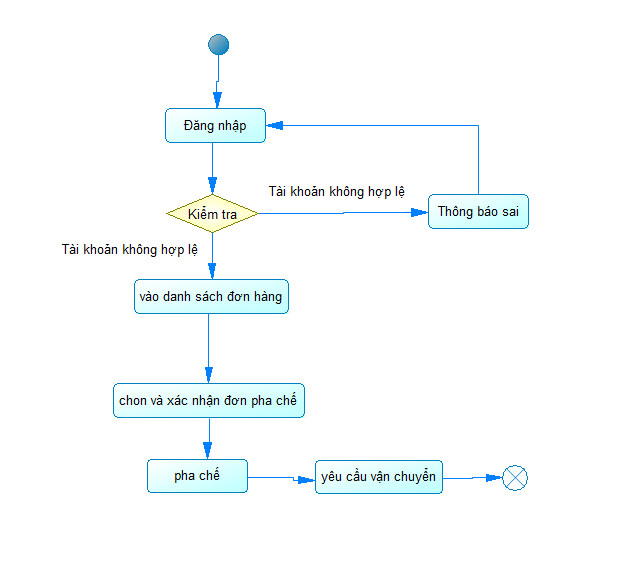 Đăng nhập
Tài khoản không hợp lệ
Kiểm tra
Thông báo sai
Tài khoản không hợp lệ
vào danh sách đơn hàng
chon và xác nhận đơn pha chế
pha chế
yêu cầu vận chuyển